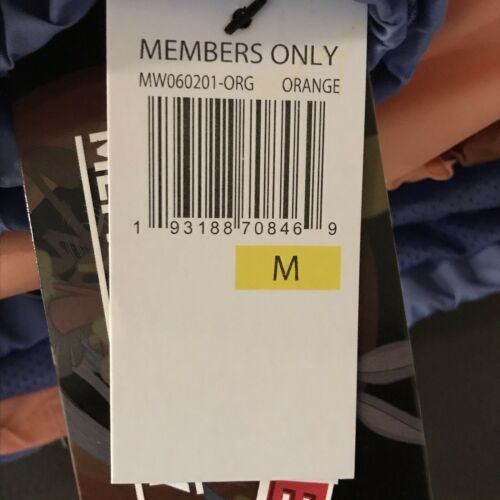 MEMBERS ONLY
MW060201-ORG ORANGE
1 93188 70846 9
M